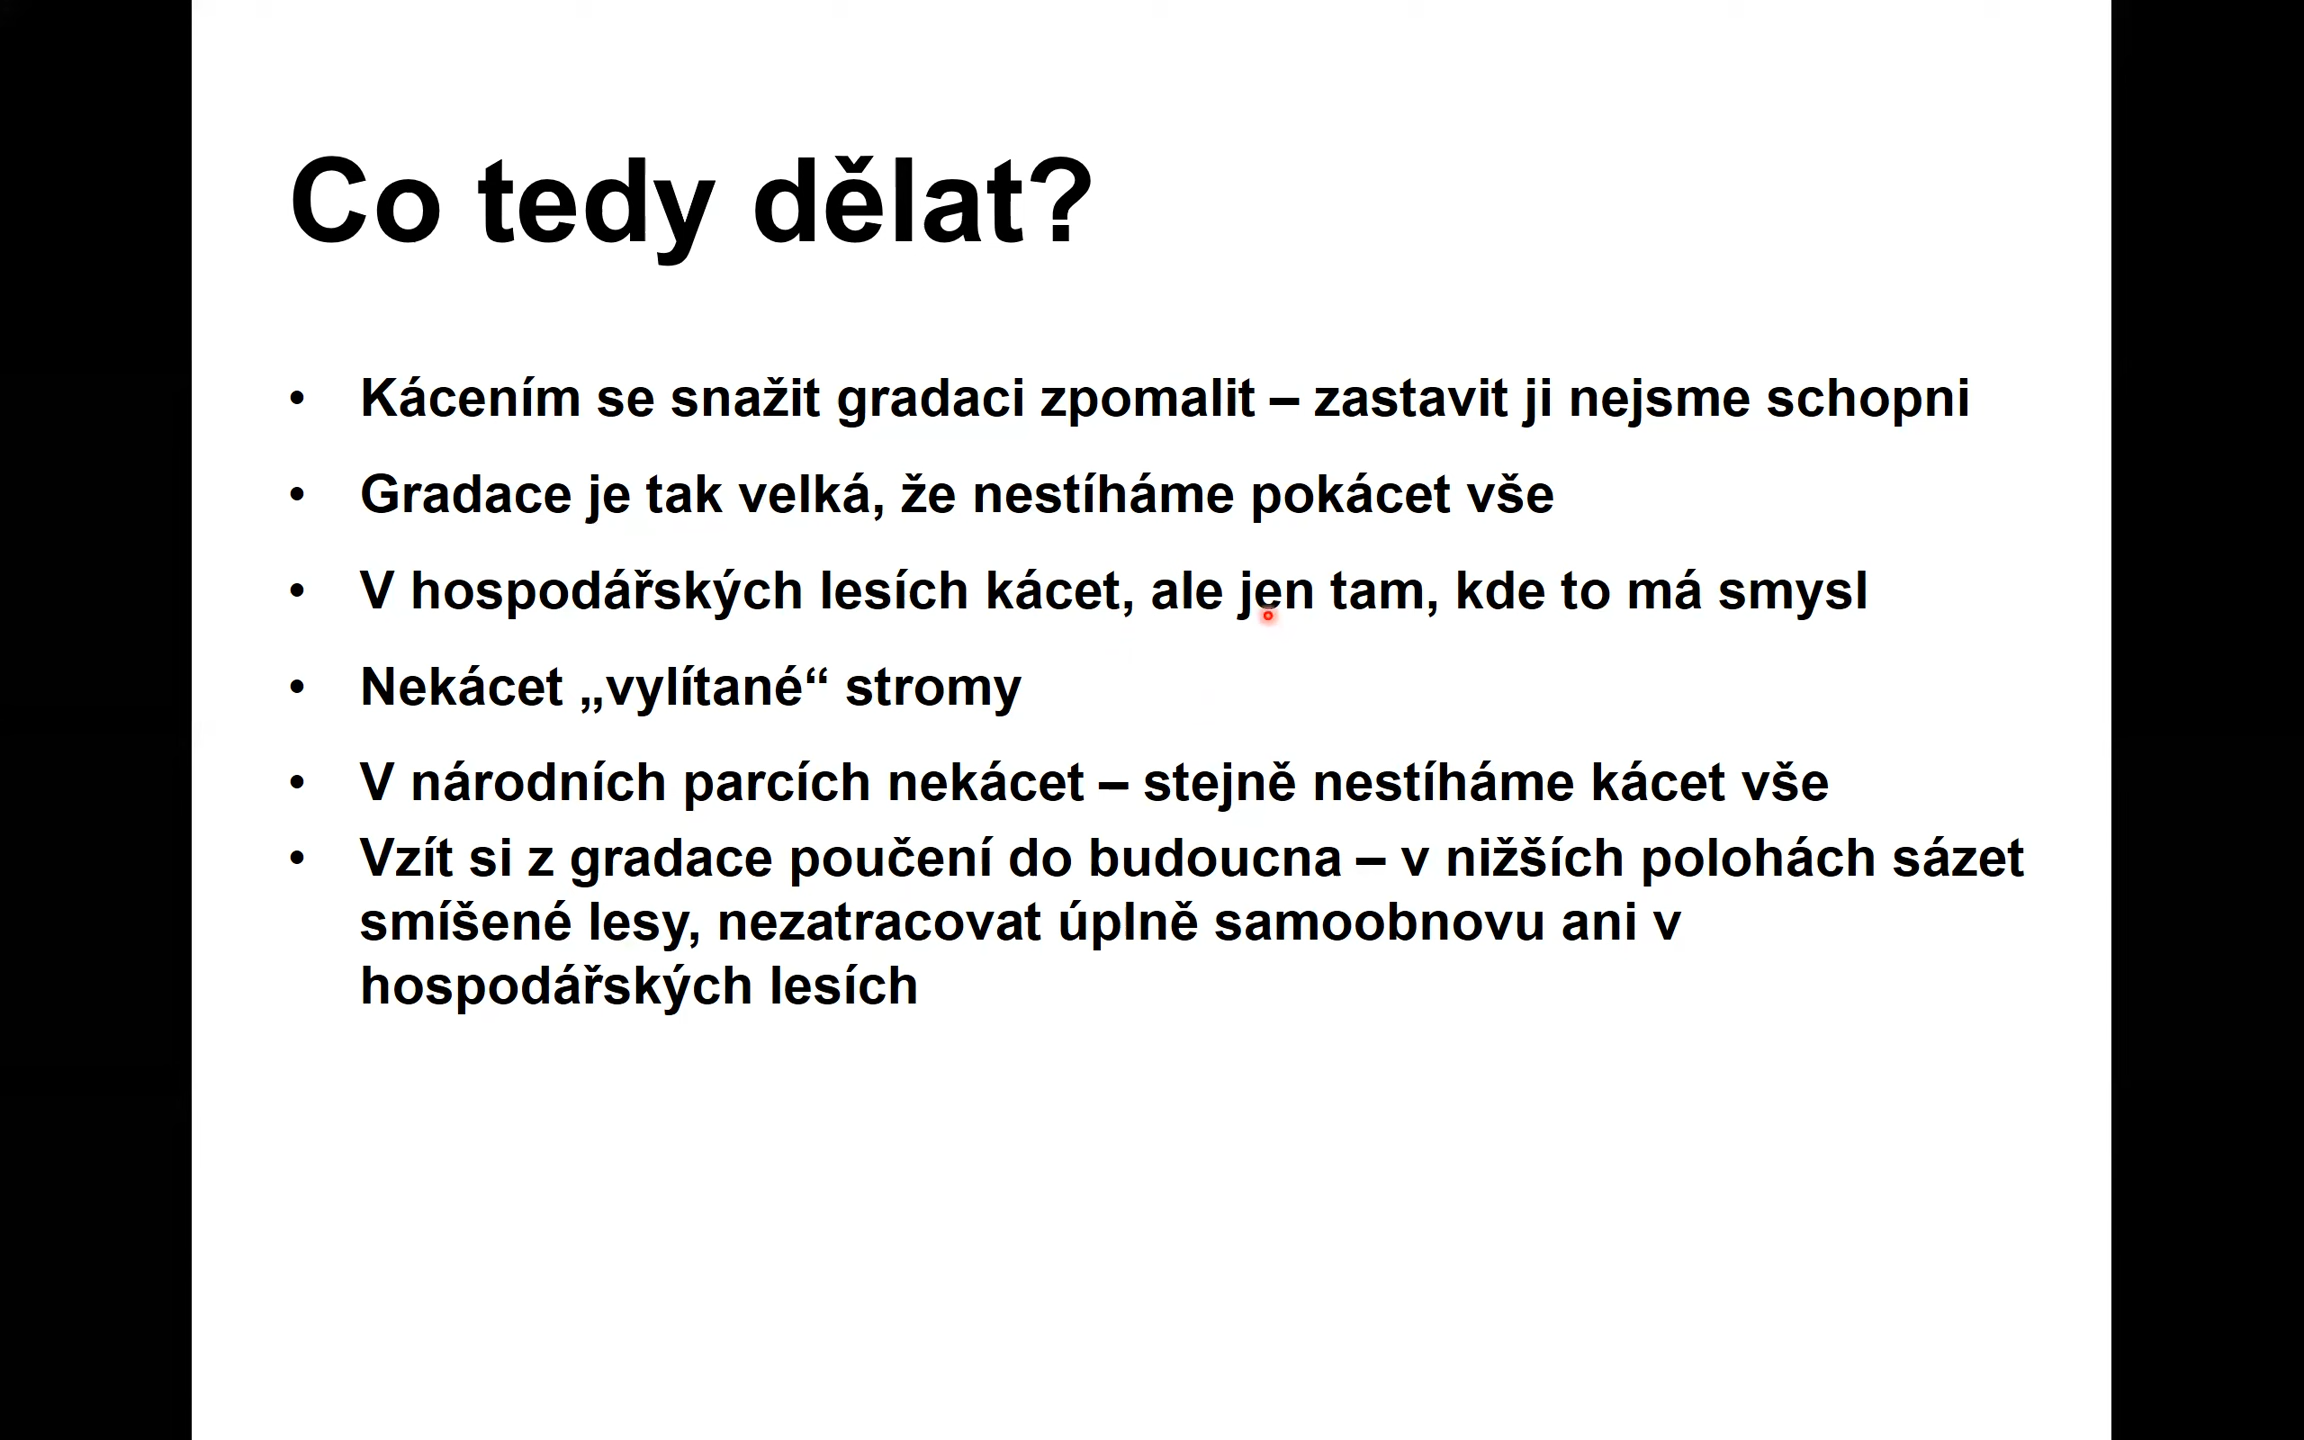 Co tedy dělat?
• Kácením se snažit gradaci zpomalit – zastavit ji nejsme schopni
• Gradace je tak velká, že nestíháme pokácet vše
• V hospodářských lesích kácet, ale jen tam, kde to má smysl
• Nekácet „vylítané“ stromy
• V národních parcích nekácet – stejně nestíháme kácet vše
• Vzít si z gradace poučení do budoucna – v nižších polohách sázet
smíšené lesy, nezatracovat úplně samoobnovu ani v
hospodářských lesích